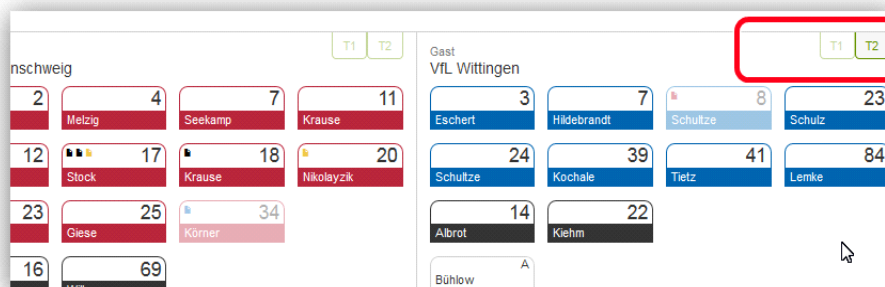 T1 T2
nschweig
2 4 7 11
Melzig Seekamp Krause
12 17 18 20
Stock Krause Nikolayzik
23 25 34
Giese Körner
16 69
T1 T2
Gast
VfL Wittingen
3 7 8 23
Eschert Hildebrandt Schultze Schulz
24 39 41 84
Schultze Kochale Tietz Lemke
14 22
Albrot Kiehm
A
Bühlow